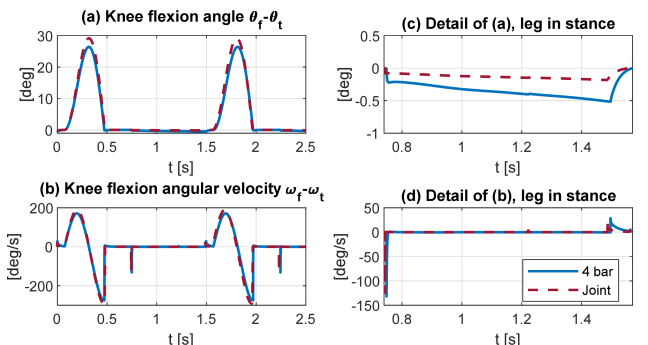 (a) Knee flexion angle θf-θt
30
20
10
0
[deg]
0 0.5 1 1.5 2 2.5
t [s]
(c) Detail of (a), leg in stance
0.5
0
-0.5
-1
[deg]
0.8 1 1.2 1.4
t [s]
(b) Knee flexion angular velocity ωf-ωt
200
0
-200
[deg/s]
0 0.5 1 1.5 2 2.5
t [s]
(d) Detail of (b), leg in stance
50
0
-50
-100
-150
[deg/s]
4 bar
Joint
0.8 1 1.2 1.4
t [s]